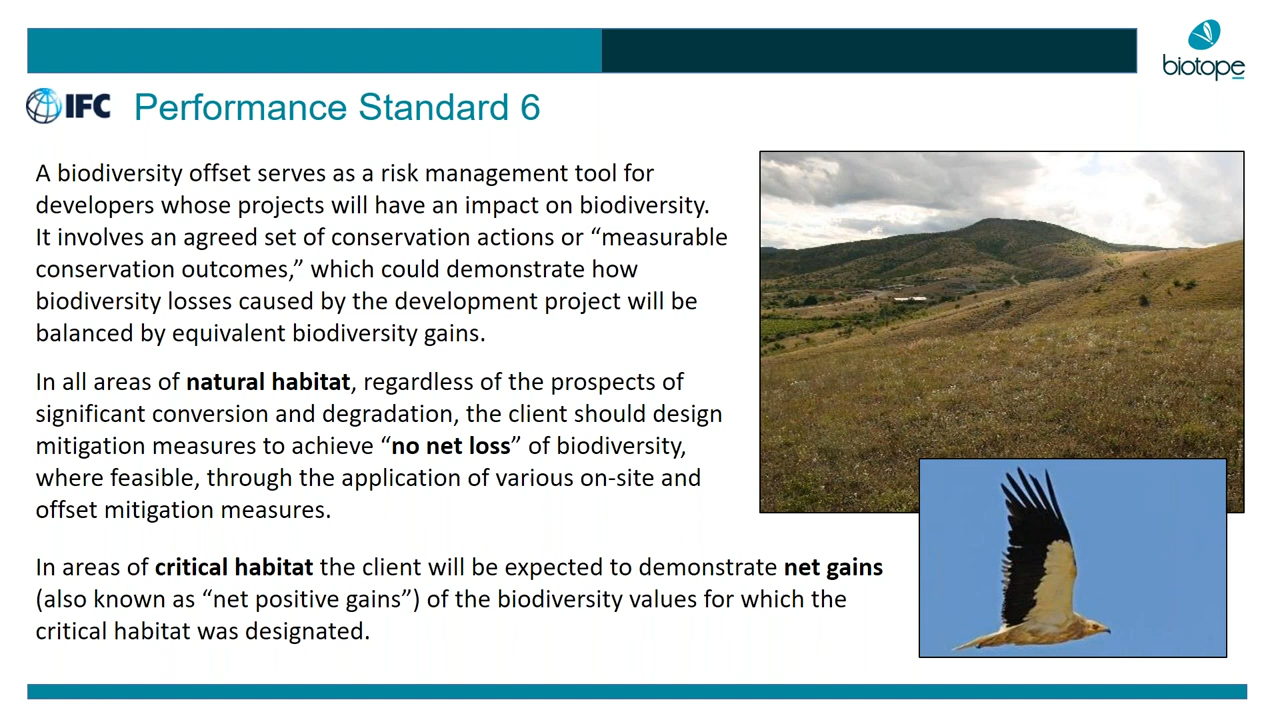 biotope
IFC Performance Standard 6
A biodiversity offset serves as a risk management tool for
developers whose projects will have an impact on biodiversity.
It involves an agreed set of conservation actions or “measurable
conservation outcomes,” which could demonstrate how
biodiversity losses caused by the development project will be
balanced by equivalent biodiversity gains.
In all areas of natural habitat, regardless of the prospects of
significant conversion and degradation, the client should design
mitigation measures to achieve “no net loss” of biodiversity,
where feasible, through the application of various on-site and
offset mitigation measures.
In areas of critical habitat the client will be expected to demonstrate net gains
(also known as “net positive gains”) of the biodiversity values for which the
critical habitat was designated.